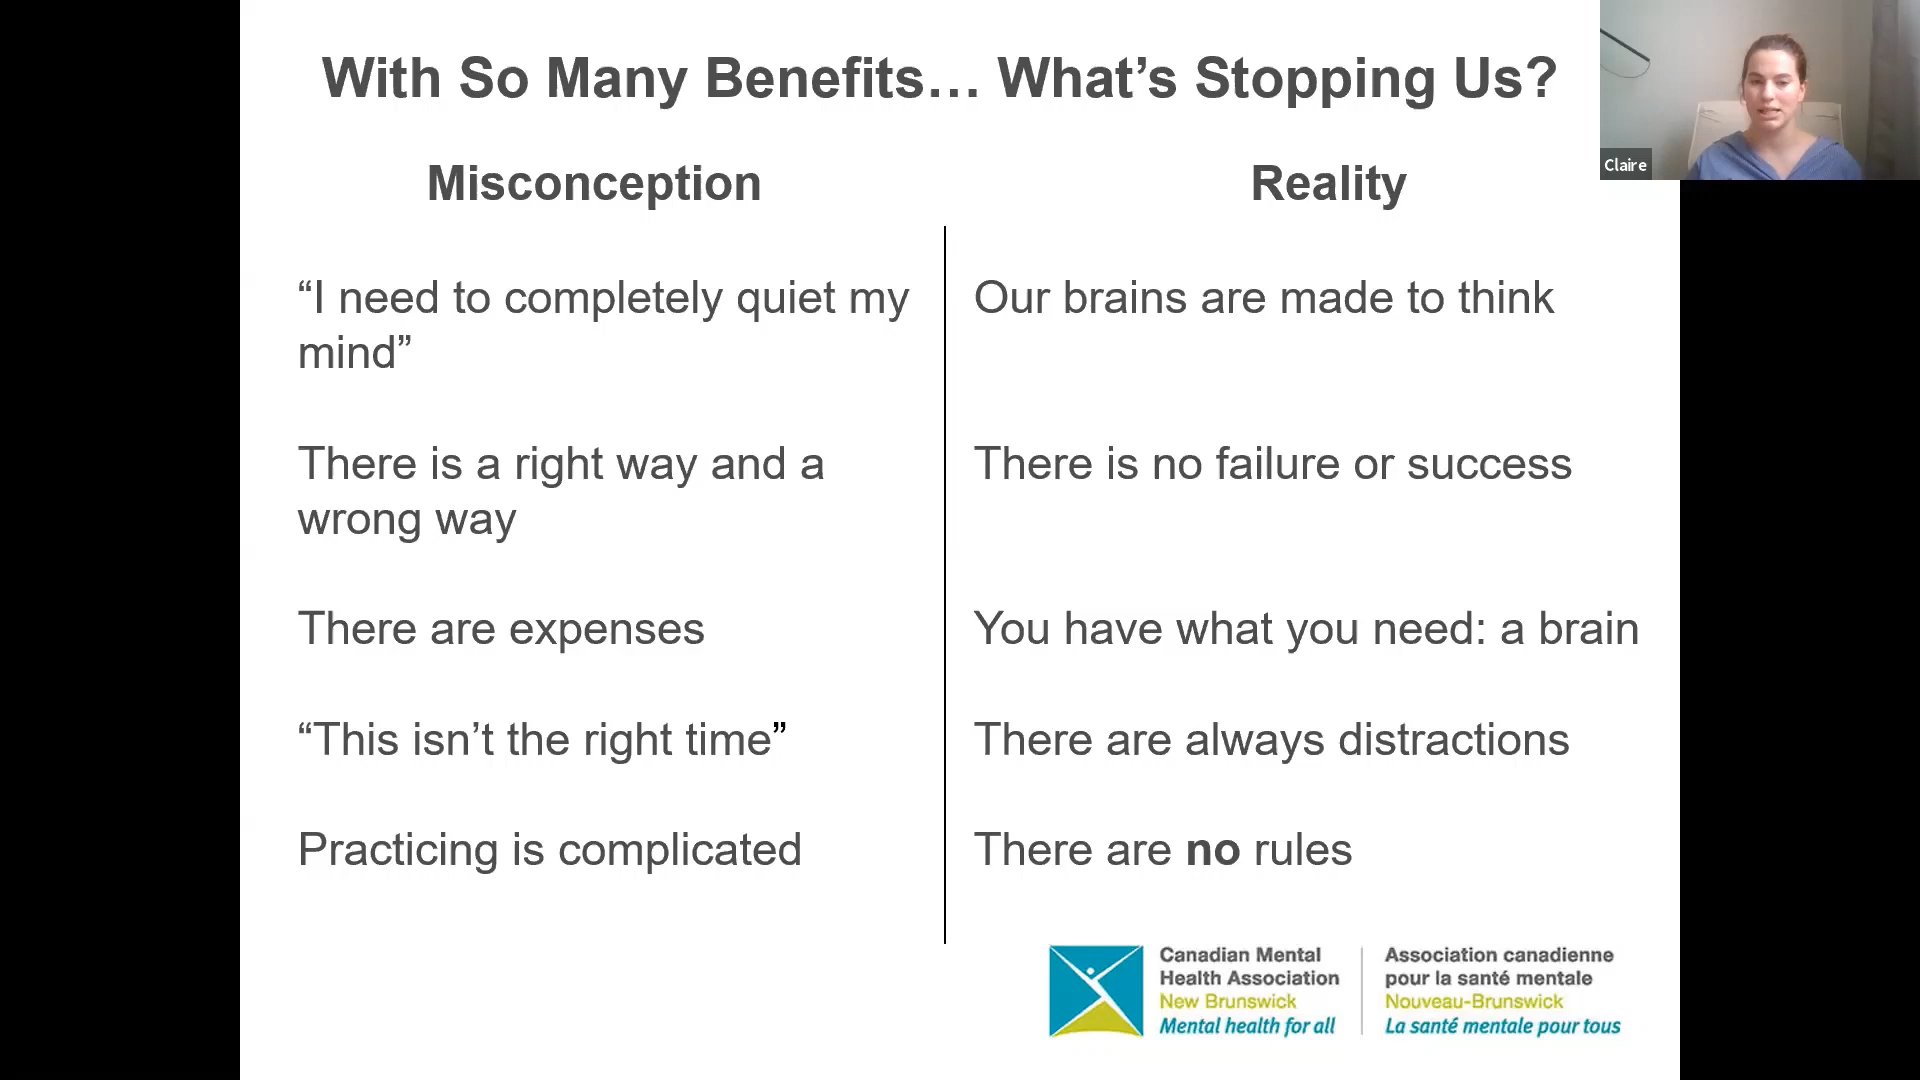 With So Many Benefits… What’s Stopping Us?
Claire
Misconception
Reality
“I need to completely quiet my
mind”
Our brains are made to think
There is a right way and a
wrong way
There is no failure or success
There are expenses
You have what you need: a brain
“This isn’t the right time”
There are always distractions
Practicing is complicated
There are no rules
Canadian Mental
Health Association
New Brunswick
Mental health for all
Association canadienne
pour la santé mentale
Nouveau-Brunswick
La santé mentale pour tous